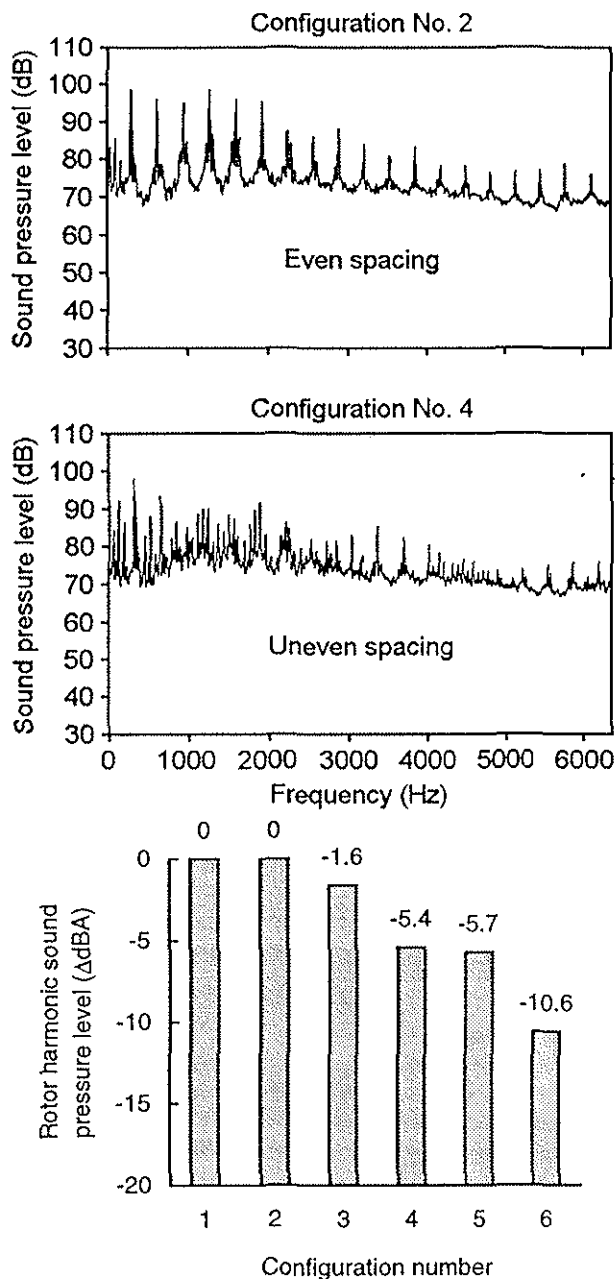 Configuration No. 2
Sound pressure level (dB)
110
100
90
80
70
60
50
40
30
Even spacing
Configuration No. 4
Sound pressure level (dB)
110
100
90
80
70
60
50
40
30
Uneven spacing
0 1000 2000 3000 4000 5000 6000
Frequency (Hz)
Rotor harmonic sound
pressure level (ΔdBA)
0
-5
-10
-15
-20
0 0 -1.6 -5.4 -5.7 -10.6
1 2 3 4 5 6
Configuration number